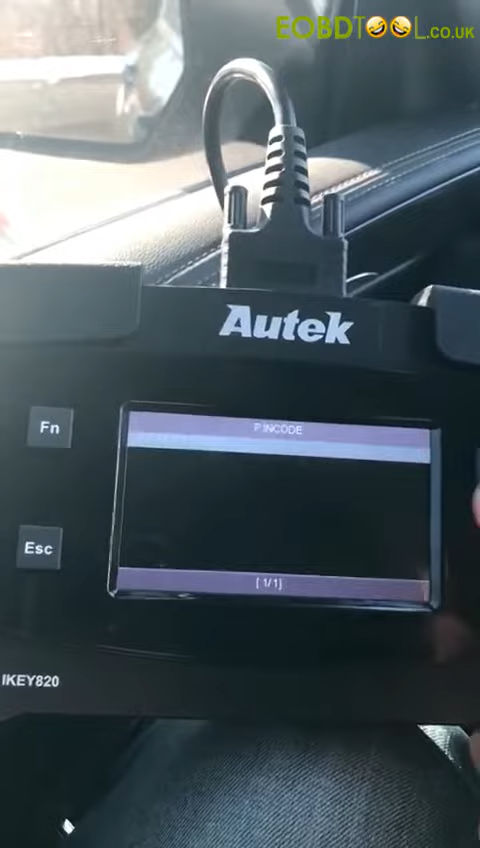 EOBDTOOL.co.uk
Autek
Fn
PINCODE
Esc
[ 1/1]
IKEY820